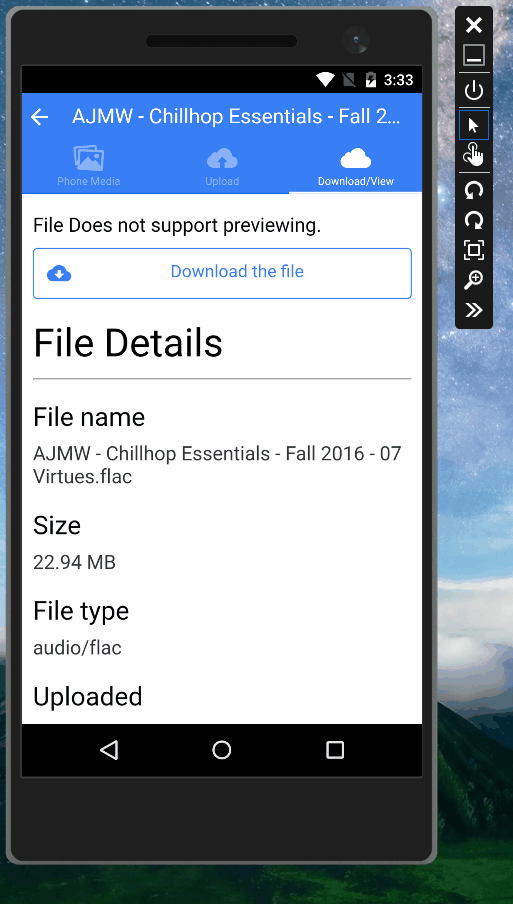 3:33
AJMW - Chillhop Essentials - Fall 2...
Phone Media
Upload
Download/View
File Does not support previewing.
Download the file
File Details
File name
AJMW - Chillhop Essentials - Fall 2016 - 07
Virtues.flac
Size
22.94 MB
File type
audio/flac
Uploaded